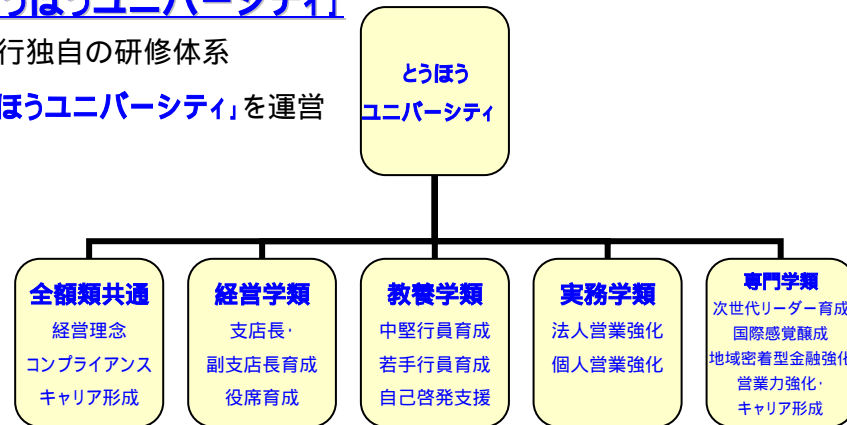 うほうユニバーシティ」
行独自の研修体系
ほうユニバーシティ」を運営
とうほう
ユニバーシティ
全額類共通
経営理念
コンプライアンス
キャリア形成
経営学類
支店長・
副支店長育成
役席育成
教養学類
中堅行員育成
若手行員育成
自己啓発支援
実務学類
法人営業強化
個人営業強化
専門学類
次世代リーダー育成
国際感覚醸成
地域密着型金融強化
営業力強化・
キャリア形成